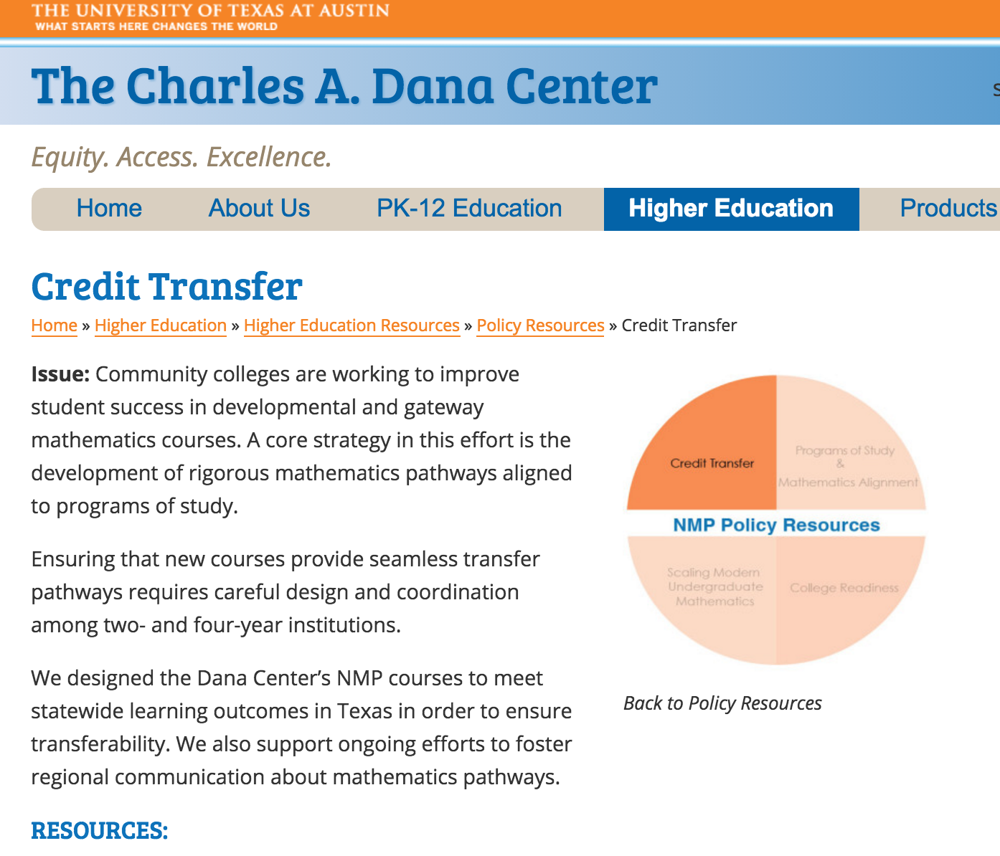 THE UNIVERSITY OF TEXAS AT AUSTIN
WHAT STARTS HERE CHANGES THE WORLD
The Charles A. Dana Center
Equity. Access. Excellence.
Home About Us PK-12 Education Higher Education Products
Credit Transfer
Home » Higher Education » Higher Education Resources » Policy Resources » Credit Transfer
Issue: Community colleges are working to improve
student success in developmental and gateway
mathematics courses. A core strategy in this effort is the
development of rigorous mathematics pathways aligned
to programs of study.
Ensuring that new courses provide seamless transfer
pathways requires careful design and coordination
among two- and four-year institutions.
We designed the Dana Center’s NMP courses to meet
statewide learning outcomes in Texas in order to ensure
transferability. We also support ongoing efforts to foster
regional communication about mathematics pathways.
RESOURCES:
Credit Transfer
Programs of Study
&
Mathematics Alignment
NMP Policy Resources
Scaling Modern
Undergraduate
Mathematics
College Readiness
Back to Policy Resources